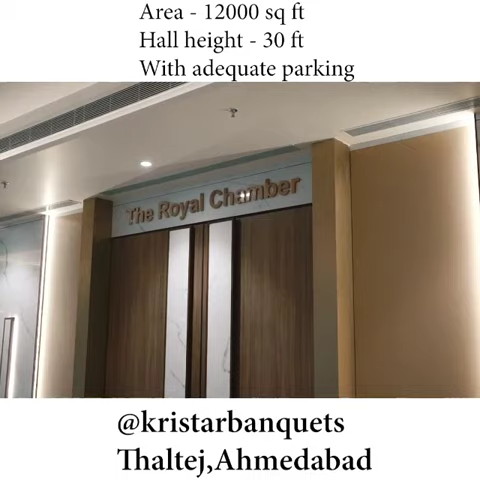 Area - 12000 sq ft
Hall height - 30 ft
With adequate parking
The Royal Chamber
@kristarbanquets
Thaltej,Ahmedabad